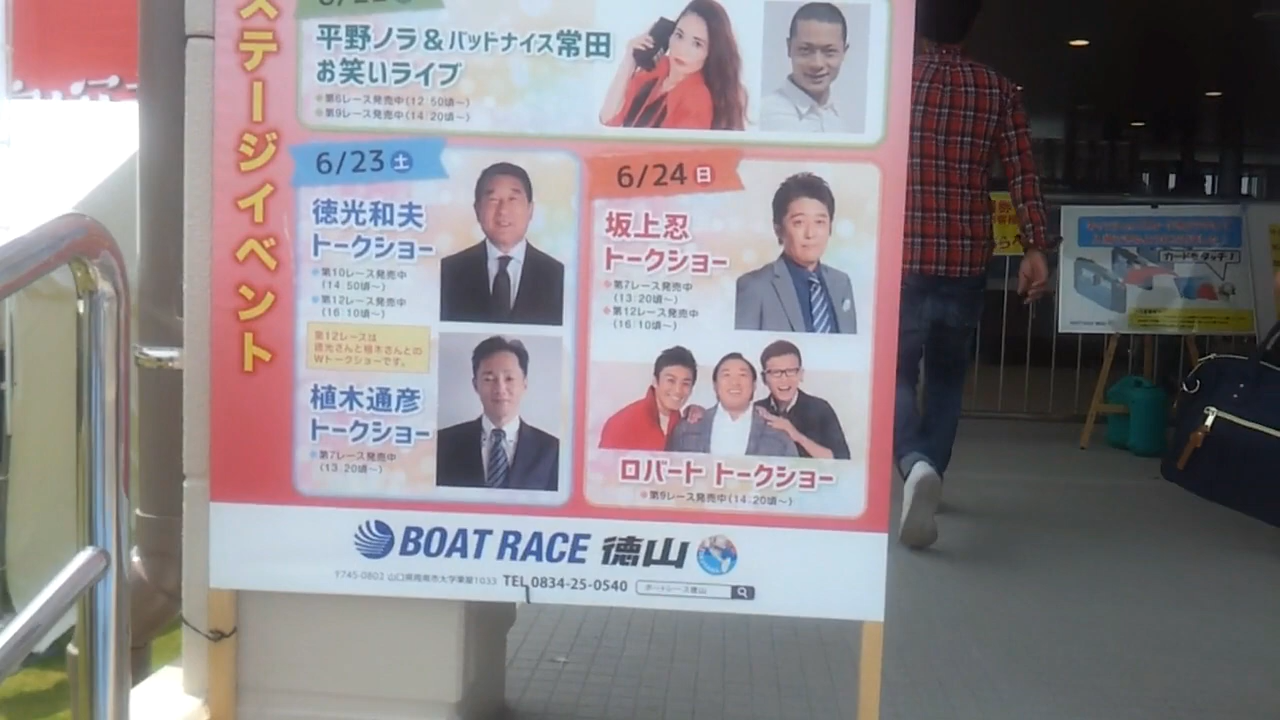 ステージイベント
平野ノラ&バッドナイス常田
お笑いライブ
●第6レース発売中(12:50頃〜)
●第9レース発売中(14:20頃〜)
6/23 土
徳光和夫
トークショー
●第10レース発売中
(14:50頃〜)
●第12レース発売中
(16:10頃〜)
第12レースは
徳光さんと植木さんとの
Wトークショーです。
植木通彦
トークショー
●第7レース発売中
(13:20頃〜)
6/24 日
坂上忍
トークショー
●第7レース発売中
(13:20頃〜)
●第12レース発売中
(16:10頃〜)
ロバート トークショー
●第9レース発売中(14:20頃〜)
BOAT RACE 徳山
〒745-0802 山口県周南市大字栗屋1033 TEL 0834-25-0540
ボートレース徳山
カードをタッチ!